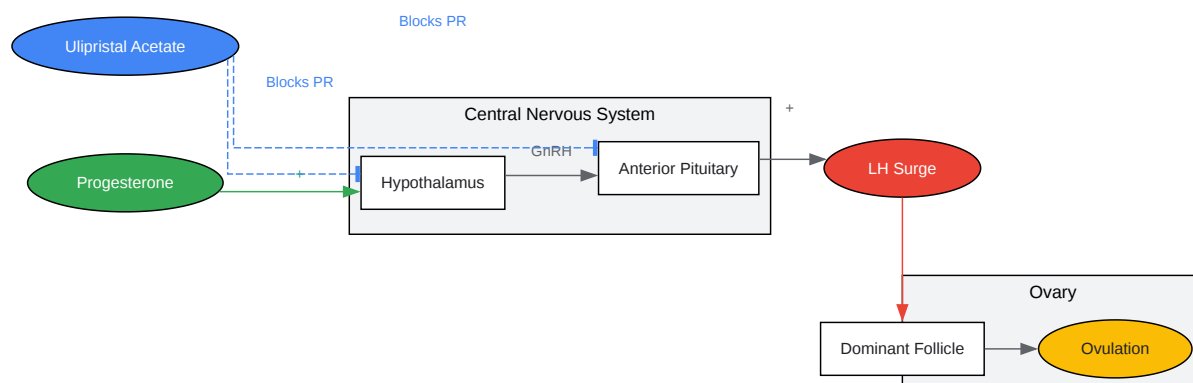 Blocks PR
Ulipristal Acetate
Blocks PR
Central Nervous System
+
GnRH
Anterior Pituitary
LH Surge
Progesterone
+
Hypothalamus
Ovary
Dominant Follicle
Ovulation